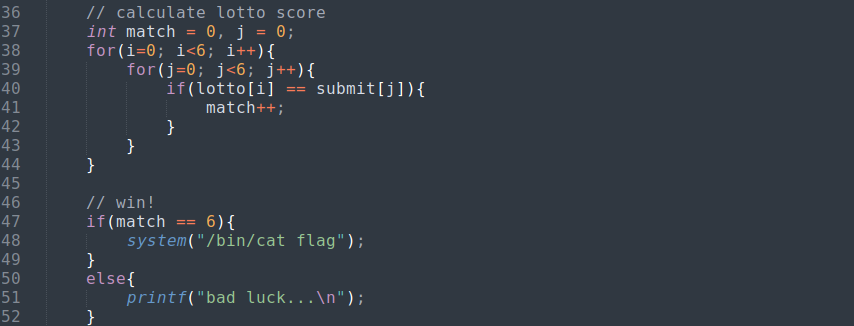 36 // calculate lotto score
37 int match = 0, j = 0;
38 for(i=0; i<6; i++){
39 for(j=0; j<6; j++){
40 if(lotto[i] == submit[j]){
41 match++;
42 }
43 }
44 }
45
46 // win!
47 if(match == 6){
48 system("/bin/cat flag");
49 }
50 else{
51 printf("bad luck...\n");
52 }